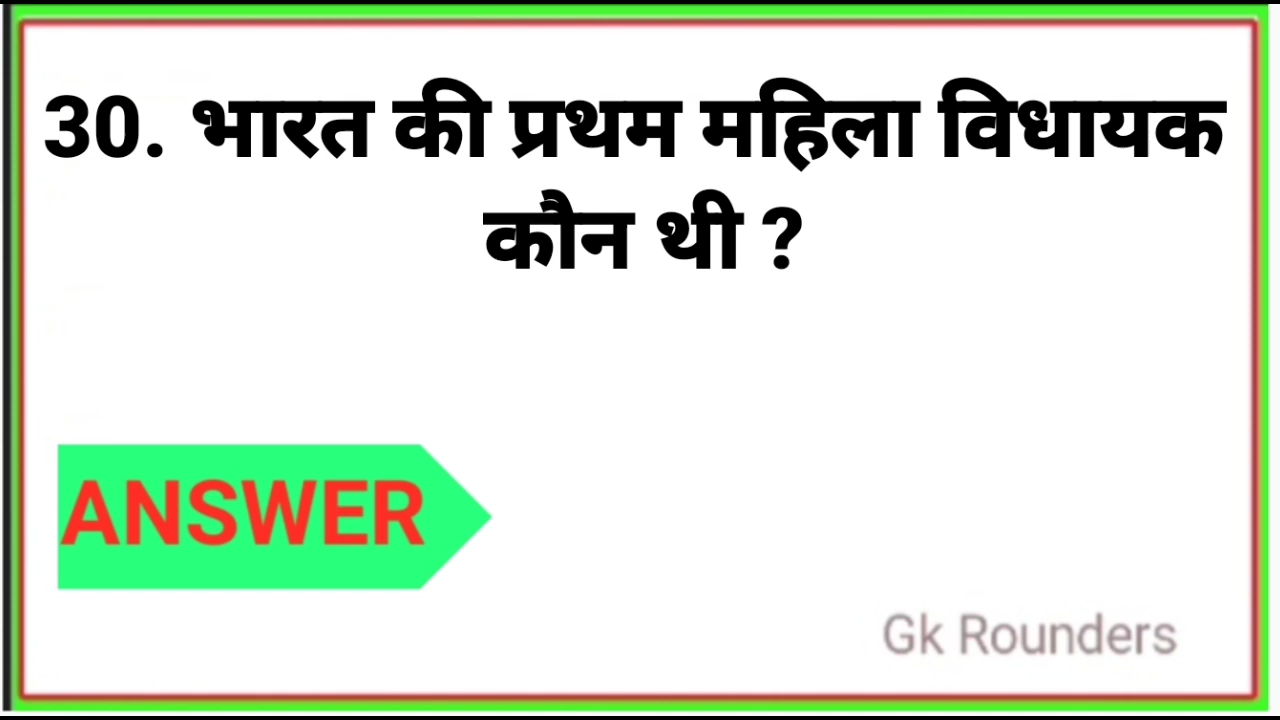 30. भारत की प्रथम महिला विधायक
कौन थी ?
ANSWER
Gk Rounders